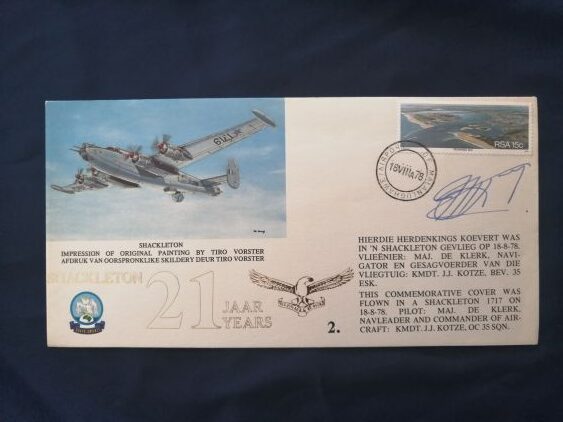 RSA 15c
18 VIII 78
SHACKLETON
IMPRESSION OF ORIGINAL PAINTING BY TIRO VORSTER
AFDRUK VAN OORSPRONKLIKE SKILDERY DEUR TIRO VORSTER
SHACKLETON
21 JAAR
YEARS
2.
HIERDIE HERDENKINGS KOEVERT WAS
IN 'N SHACKLETON GEVLIEG OP 18-8-78.
VLIEËNIER: MAJ. DE KLERK, NAVI-
GATOR EN GESAGVOERDER VAN DIE
VLIEGTUIG: KMDT. J.J. KOTZE, BEV. 35
ESK.
THIS COMMEMORATIVE COVER WAS
FLOWN IN A SHACKLETON 1717 ON
18-8-78. PILOT: MAJ. DE KLERK,
NAVLEADER AND COMMANDER OF AIR-
CRAFT: KMDT. J.J. KOTZE, OC 35 SQN.